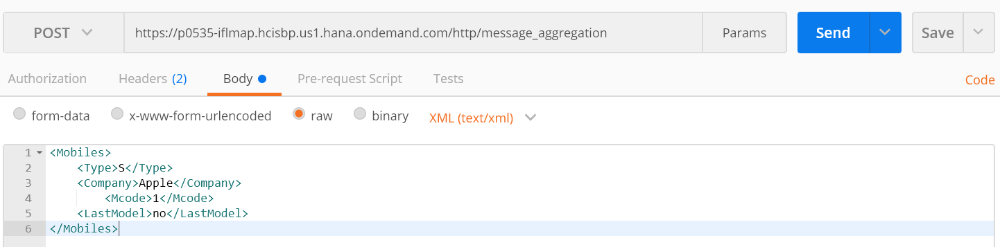 POST https://p0535-iflmap.hcisbp.us1.hana.ondemand.com/http/message_aggregation Params Send Save
Authorization Headers (2) Body Pre-request Script Tests Code
form-data x-www-form-urlencoded raw binary XML (text/xml)
1 <Mobiles>
2 <Type>S</Type>
3 <Company>Apple</Company>
4 <Mcode>1</Mcode>
5 <LastModel>no</LastModel>
6 </Mobiles>